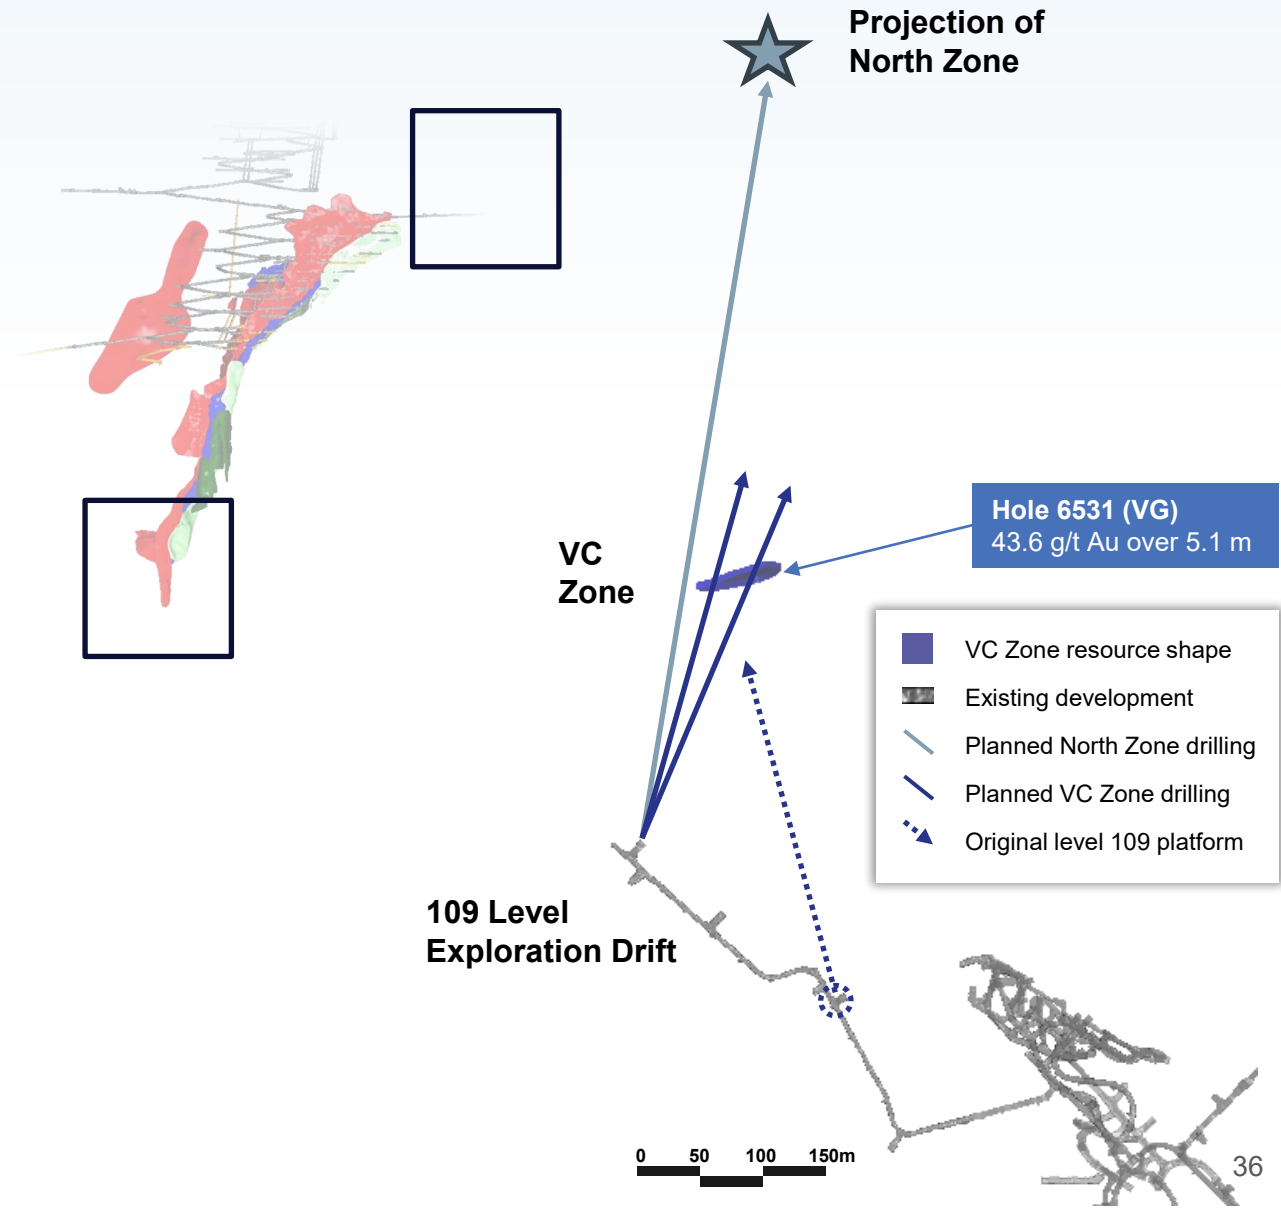 Projection of
North Zone
VC
Zone
Hole 6531 (VG)
43.6 g/t Au over 5.1 m
VC Zone resource shape
Existing development
Planned North Zone drilling
Planned VC Zone drilling
Original level 109 platform
109 Level
Exploration Drift
0 50 100 150m
36